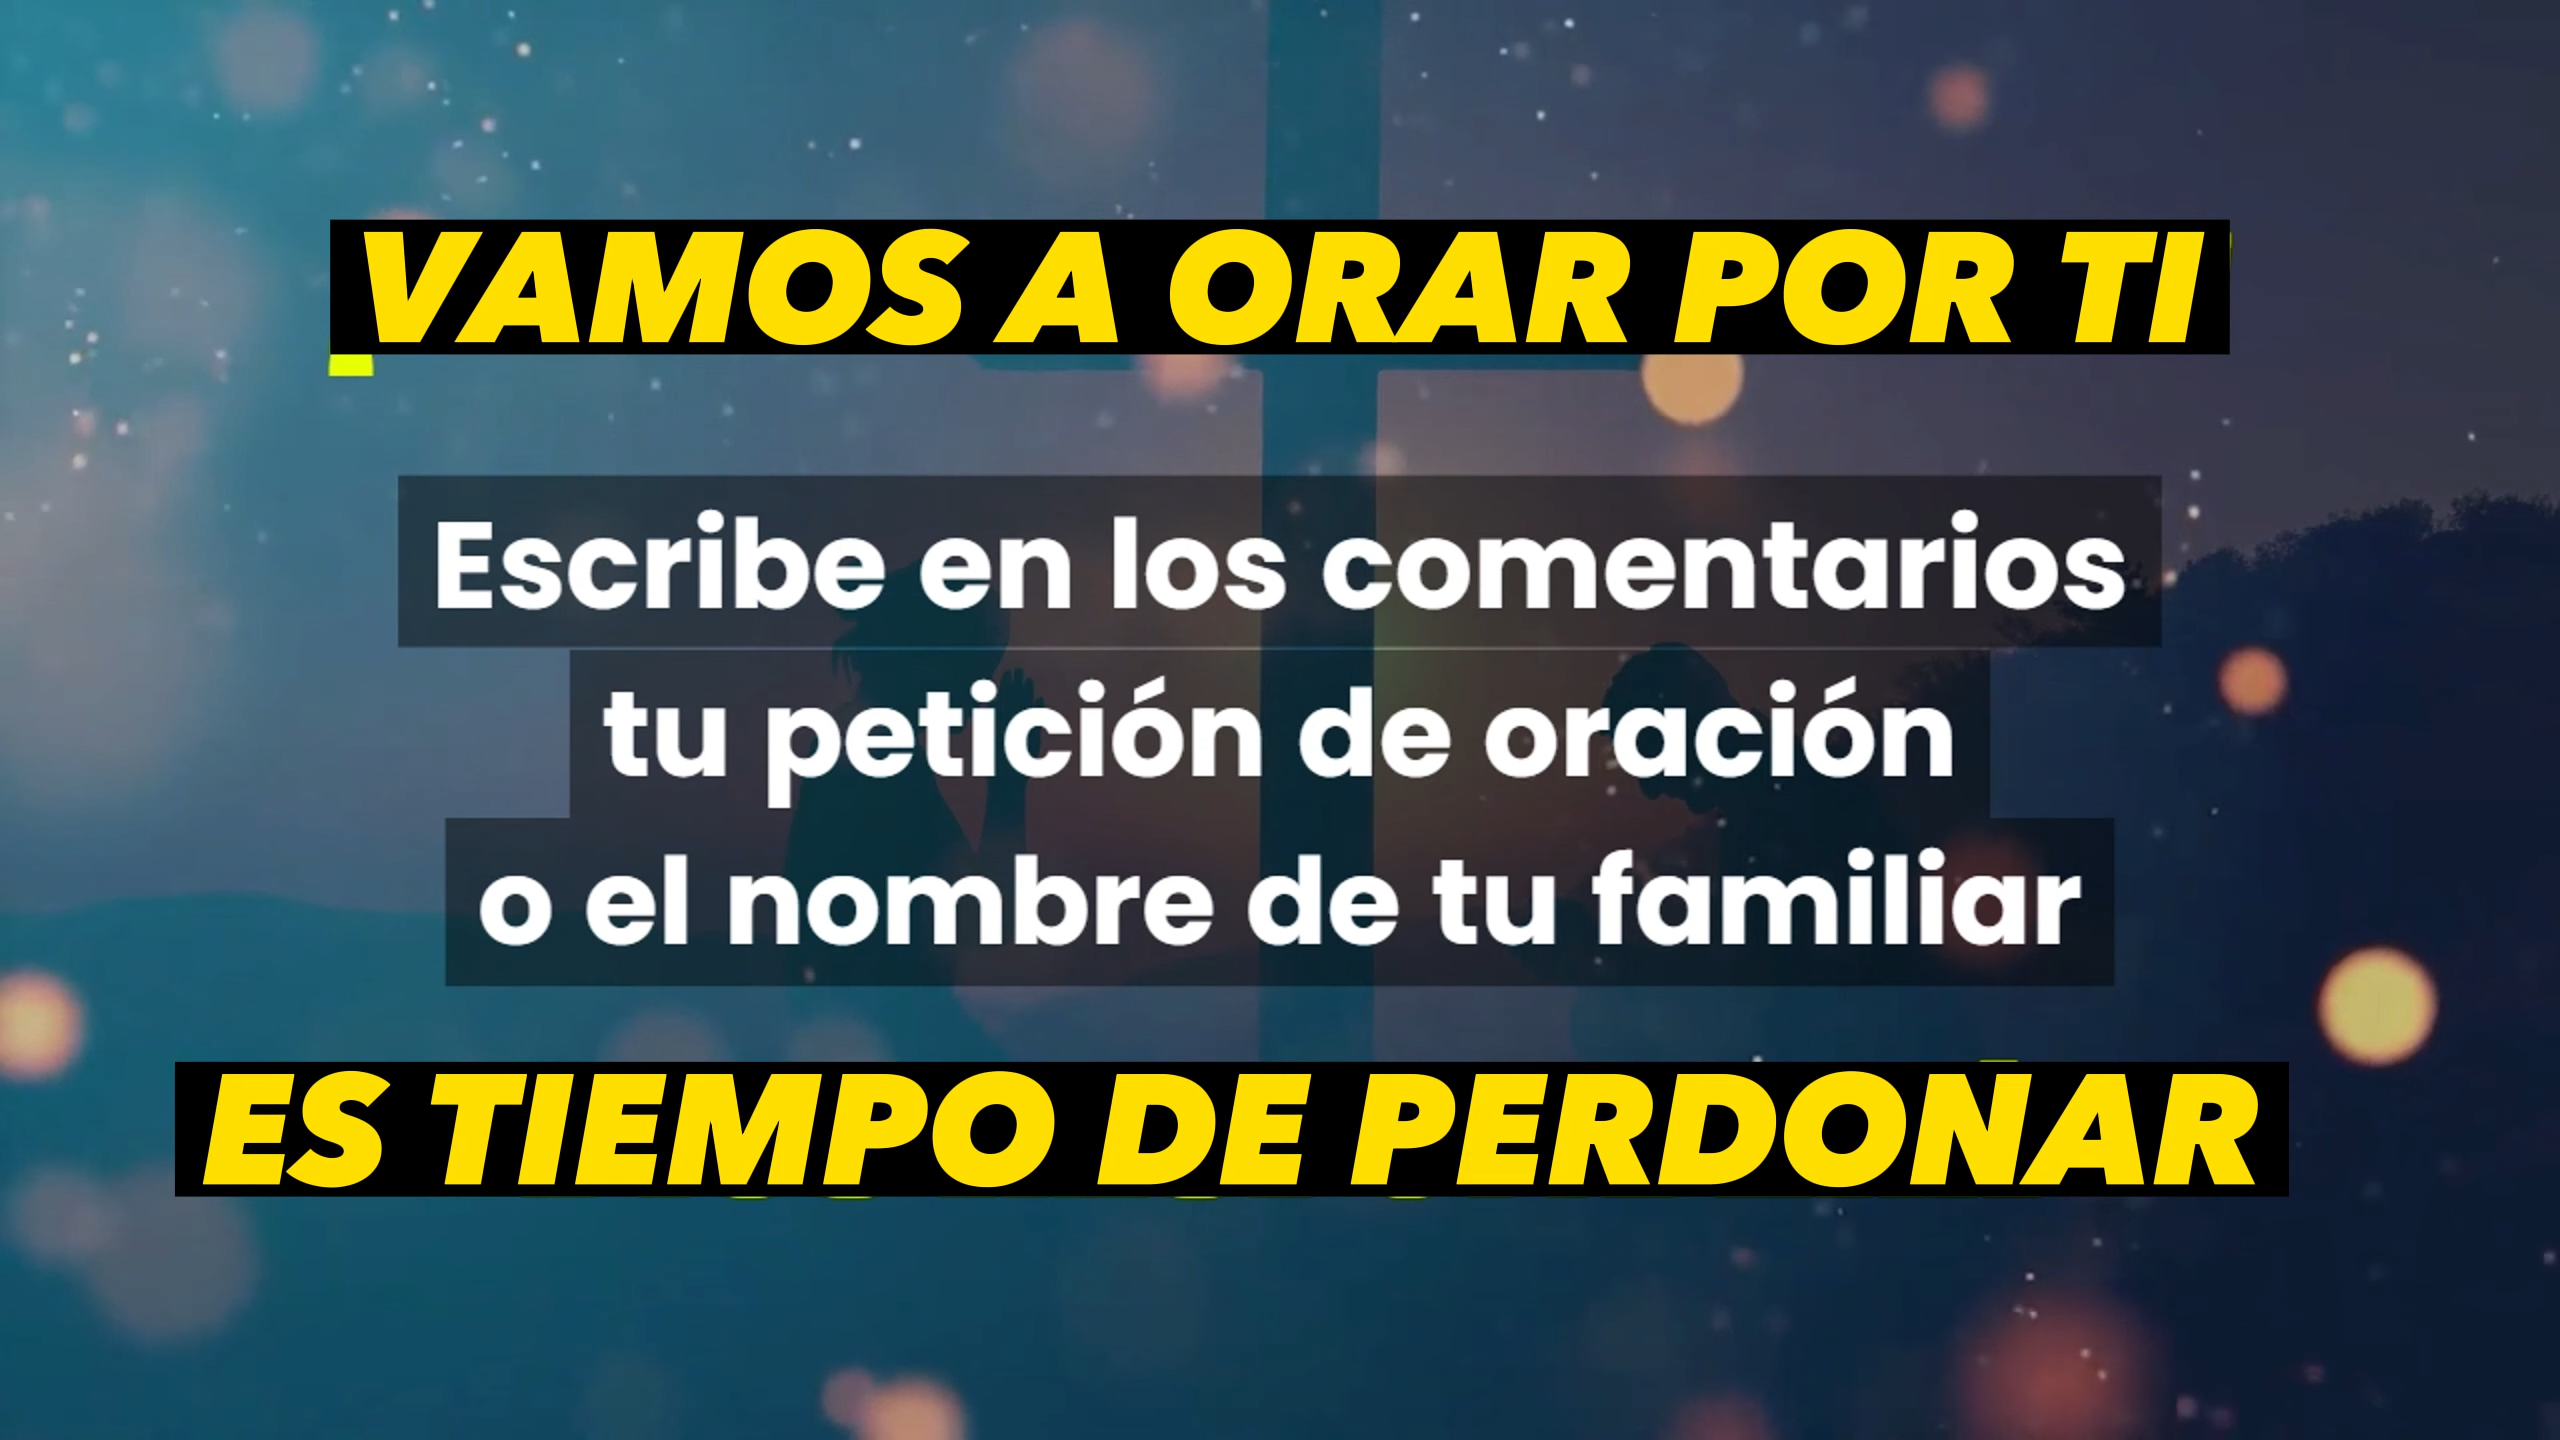 VAMOS A ORAR POR TI
Escribe en los comentarios
tu petición de oración
o el nombre de tu familiar
ES TIEMPO DE PERDONAR